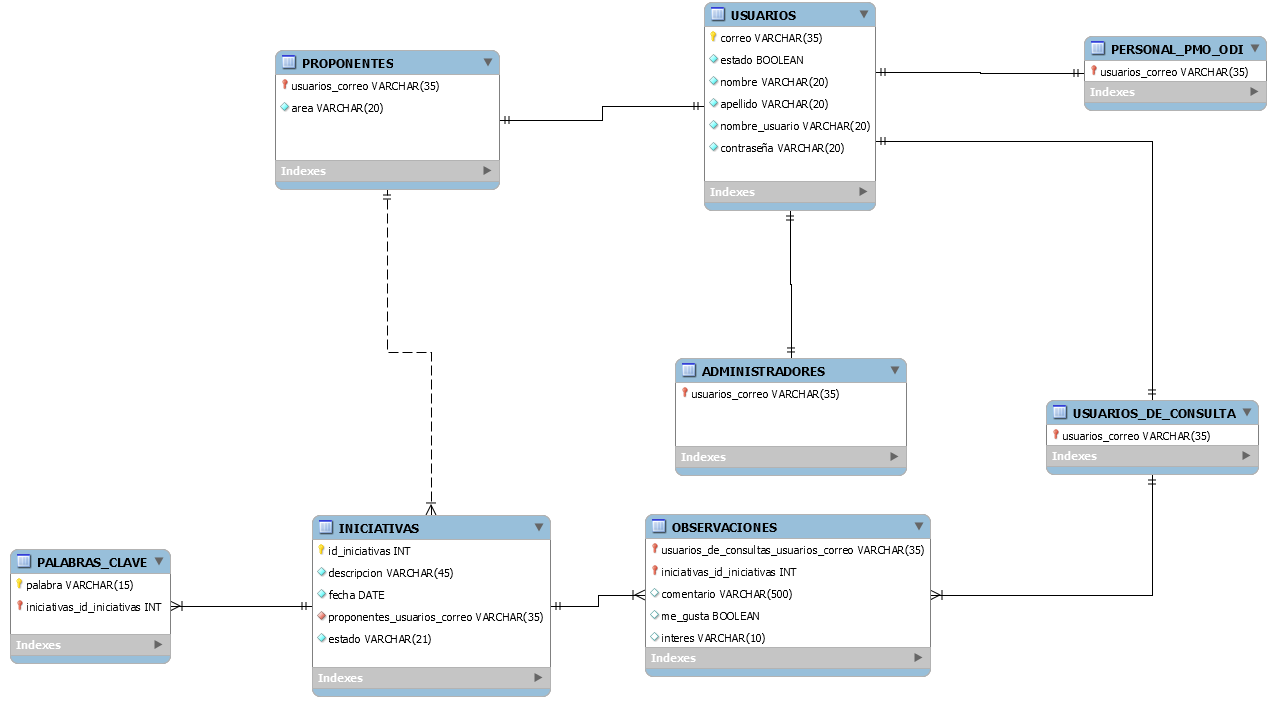 USUARIOS
correo VARCHAR(35)
estado BOOLEAN
nombre VARCHAR(20)
apellido VARCHAR(20)
nombre_usuario VARCHAR(20)
contraseña VARCHAR(20)
Indexes
PERSONAL_PMO_ODI
usuarios_correo VARCHAR(35)
Indexes
PROPONENTES
usuarios_correo VARCHAR(35)
area VARCHAR(20)
Indexes
ADMINISTRADORES
usuarios_correo VARCHAR(35)
Indexes
USUARIOS_DE_CONSULTA
usuarios_correo VARCHAR(35)
Indexes
PALABRAS_CLAVE
palabra VARCHAR(15)
iniciativas_id_iniciativas INT
Indexes
INICIATIVAS
id_iniciativas INT
descripcion VARCHAR(45)
fecha DATE
proponentes_usuarios_correo VARCHAR(35)
estado VARCHAR(21)
Indexes
OBSERVACIONES
usuarios_de_consultas_usuarios_correo VARCHAR(35)
iniciativas_id_iniciativas INT
comentario VARCHAR(500)
me_gusta BOOLEAN
interes VARCHAR(10)
Indexes